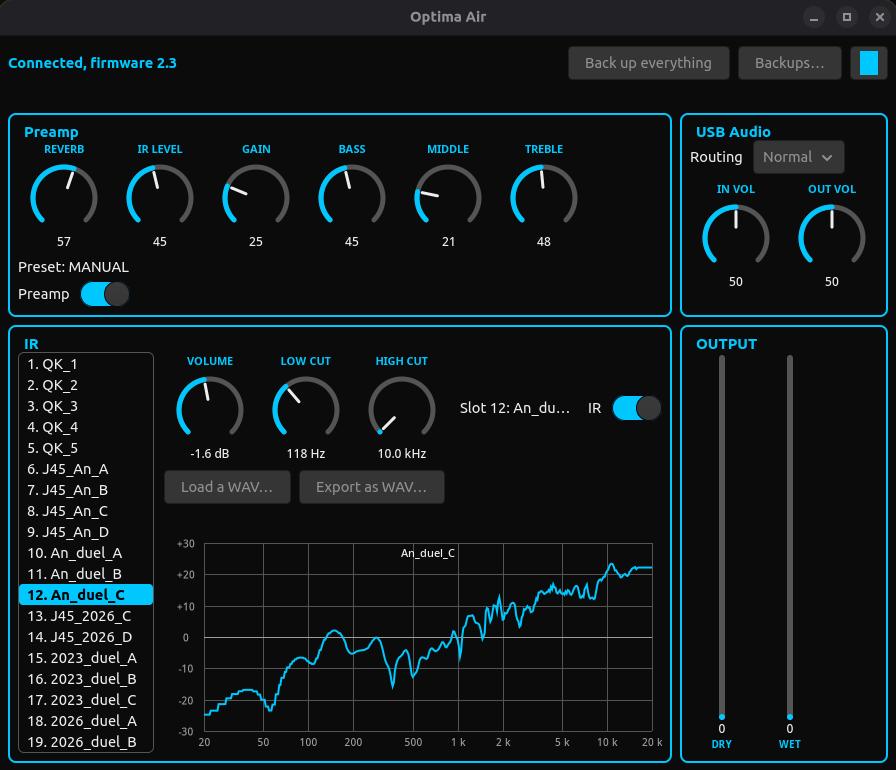 Optima Air
Connected, firmware 2.3
Back up everything
Backups...
Preamp
REVERB IR LEVEL GAIN BASS MIDDLE TREBLE
57 45 25 45 21 48
Preset: MANUAL
Preamp
USB Audio
Routing Normal
IN VOL OUT VOL
50 50
IR
1. QK_1
2. QK_2
3. QK_3
4. QK_4
5. QK_5
6. J45_An_A
7. J45_An_B
8. J45_An_C
9. J45_An_D
10. An_duel_A
11. An_duel_B
12. An_duel_C
13. J45_2026_C
14. J45_2026_D
15. 2023_duel_A
16. 2023_duel_B
17. 2023_duel_C
18. 2026_duel_A
19. 2026_duel_B
VOLUME LOW CUT HIGH CUT
-1.6 dB 118 Hz 10.0 kHz
Slot 12: An_du... IR
Load a WAV... Export as WAV...
An_duel_C
+30
+20
+10
0
-10
-20
-30
20 50 100 200 500 1 k 2 k 5 k 10 k 20 k
OUTPUT
0 0
DRY WET